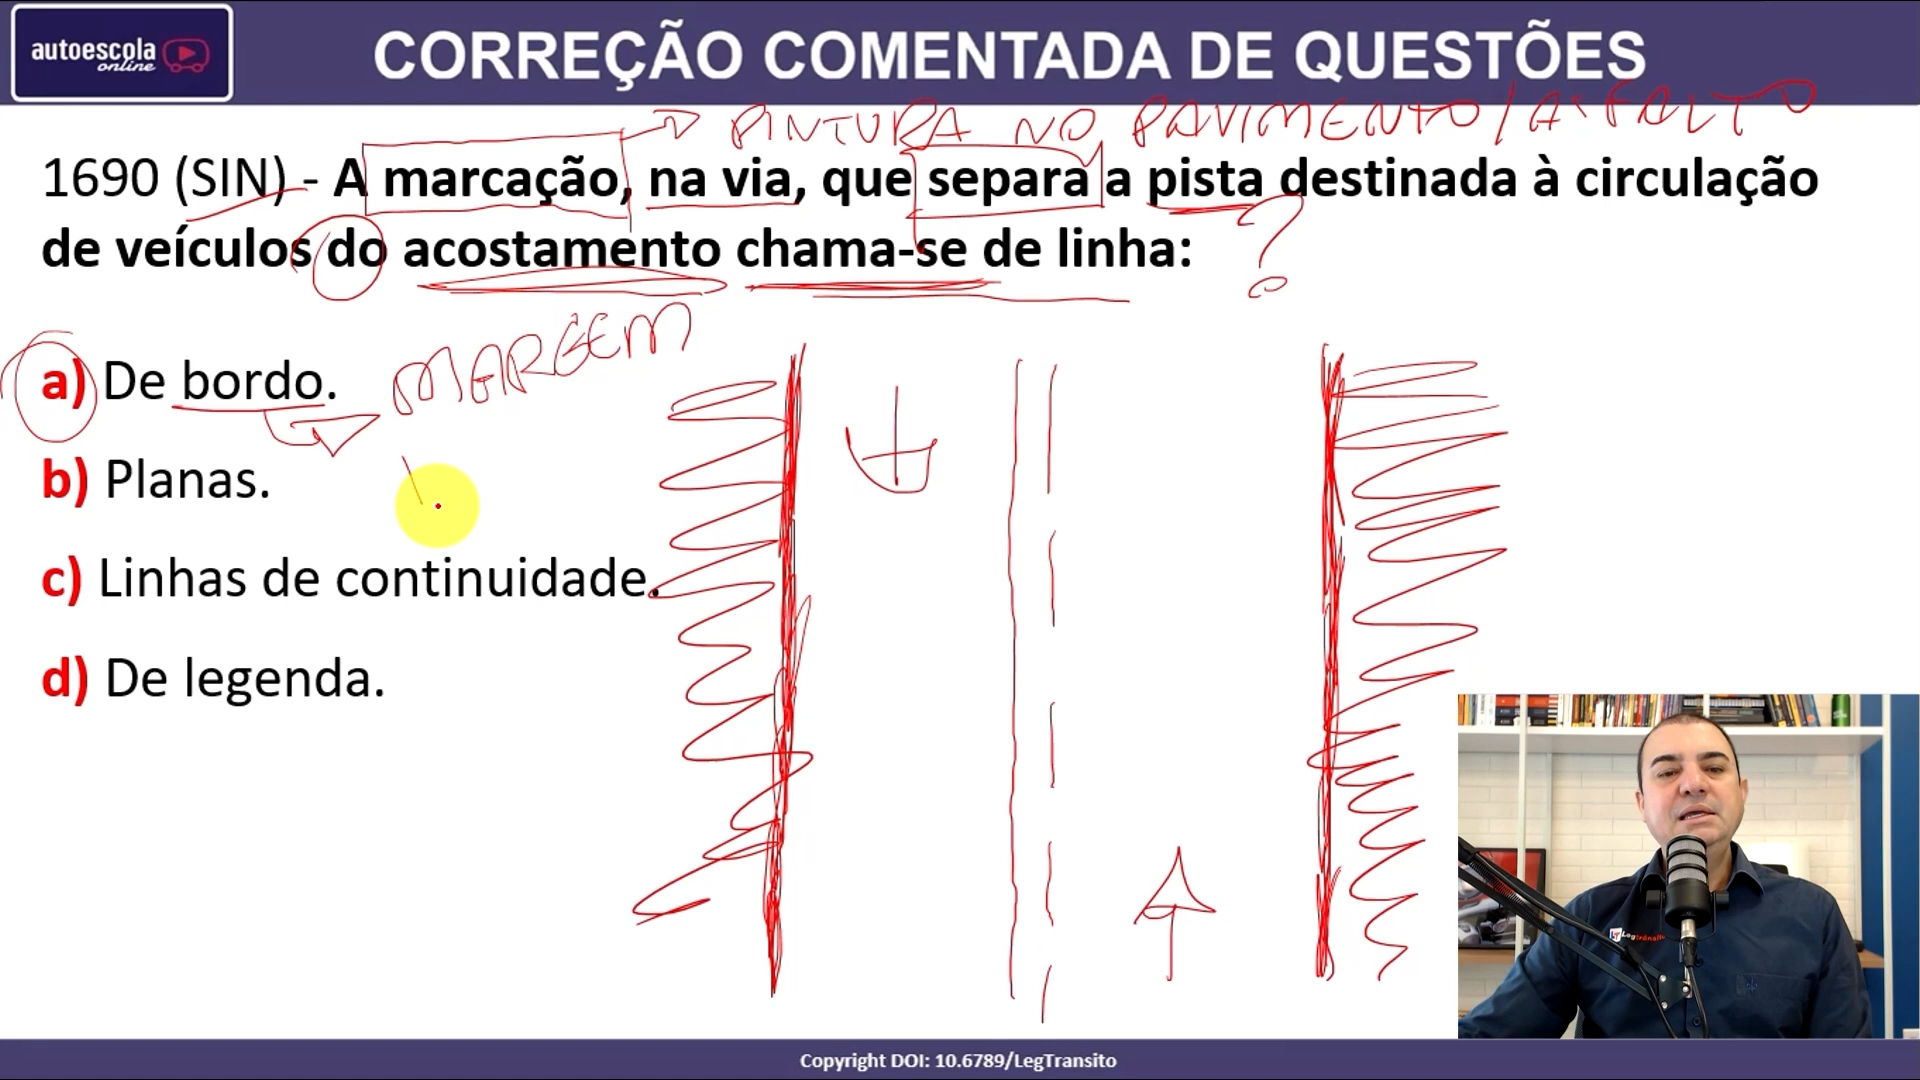 autoescola
online
CORREÇÃO COMENTADA DE QUESTÕES
PINTURA NO PAVIMENTO/ASFALTO
1690 (SIN) - A marcação, na via, que separa a pista destinada à circulação
de veículos do acostamento chama-se de linha: ?
a) De bordo. MARGEM
b) Planas.
c) Linhas de continuidade.
d) De legenda.
Legtrânsito
Copyright DOI: 10.6789/LegTransito